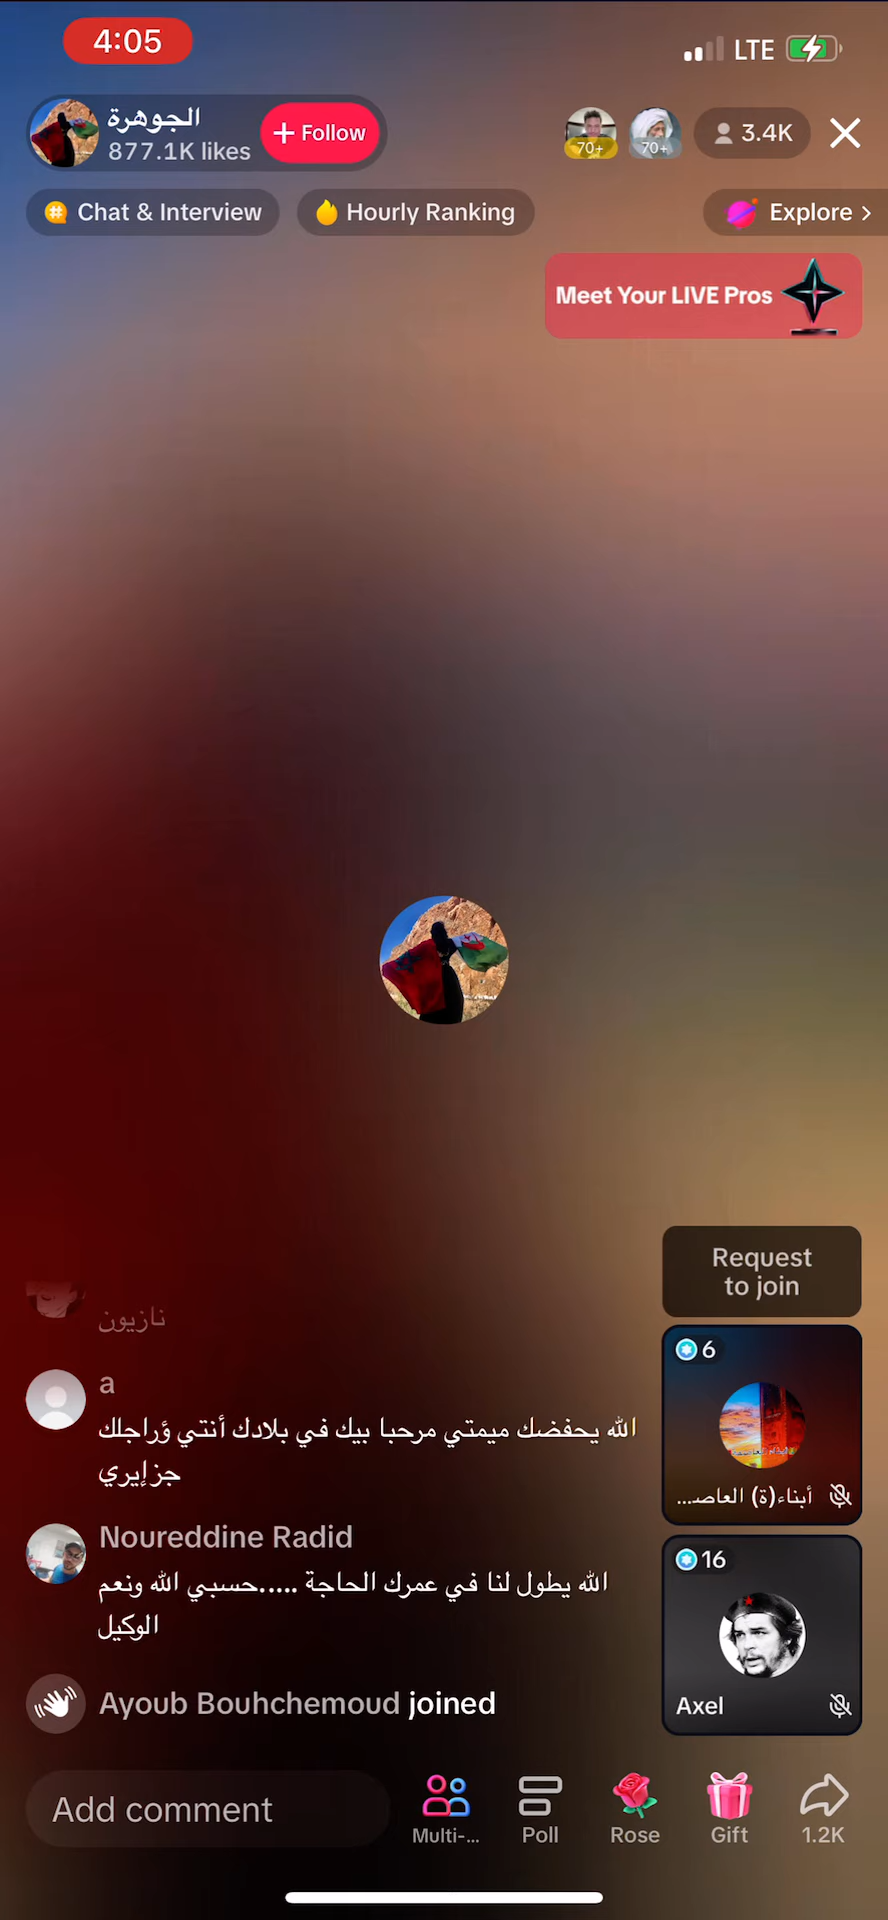 4:05
LTE
الجوهرة
877.1K likes
+ Follow
70+
70+
3.4K
Chat & Interview
Hourly Ranking
Explore >
Meet Your LIVE Pros
Request
to join
نازيون
a
الله يحفضك ميمتي مرحبا بيك في بلادك أنتي ؤراجلك
جزإيري
6
أبناء(ة) العاصـ...
Noureddine Radid
الله يطول لنا في عمرك الحاجة .....حسبي الله ونعم
الوكيل
16
Axel
Ayoub Bouhchemoud joined
Add comment
Multi-...
Poll
Rose
Gift
1.2K